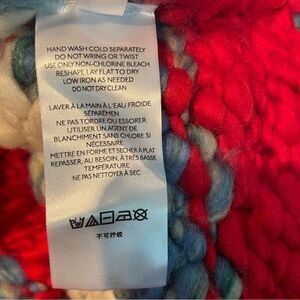 HAND WASH COLD SEPARATELY
DO NOT WRING OR TWIST
USE ONLY NON-CHLORINE BLEACH
RESHAPE LAY FLAT TO DRY
LOW IRON AS NEEDED
DO NOT DRY CLEAN
LAVER À LA MAIN À L'EAU FROIDE
SÉPARÉMEN
NE PAS TORDRE OU ESSORER
UTILISER UN AGENT DE
BLANCHIMENT SANS CHLORE SI
NÉCESSAIRE
METTRE EN FORME ET SECHER À PLAT
REPASSER, AU BESOIN, À TRÈS BASSE
TEMPÉRATURE
NE PAS NETTOYER À SEC
不可拧绞